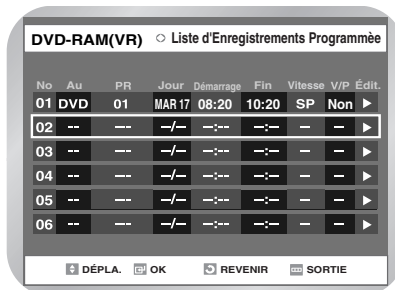 DVD-RAM(VR) Liste d'Enregistrements Programmèe
No Au PR Jour Démarrage Fin Vitesse V/P Édit.
01 DVD 01 MAR 17 08:20 10:20 SP Non ►
02 -- --- --/-- --:-- --:-- -- -- ►
03 -- --- --/-- --:-- --:-- -- -- ►
04 -- --- --/-- --:-- --:-- -- -- ►
05 -- --- --/-- --:-- --:-- -- -- ►
06 -- --- --/-- --:-- --:-- -- -- ►
DÉPLA. OK REVENIR SORTIE